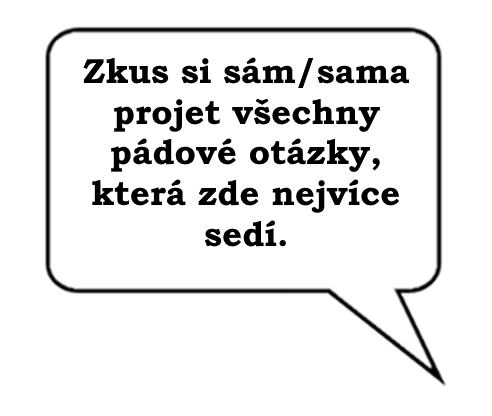 Zkus si sám/sama
projet všechny
pádové otázky,
která zde nejvíce
sedí.